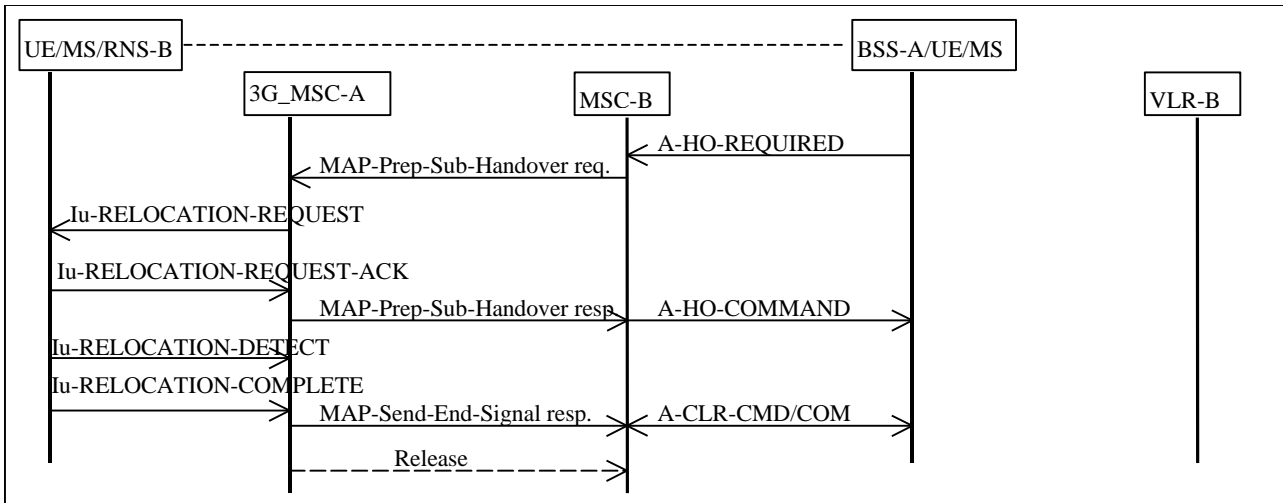 UE/MS/RNS-B
BSS-A/UE/MS
3G_MSC-A
MSC-B
VLR-B
A-HO-REQUIRED
MAP-Prep-Sub-Handover req.
Iu-RELOCATION-REQUEST
Iu-RELOCATION-REQUEST-ACK
MAP-Prep-Sub-Handover resp
A-HO-COMMAND
Iu-RELOCATION-DETECT
Iu-RELOCATION-COMPLETE
MAP-Send-End-Signal resp.
A-CLR-CMD/COM
Release